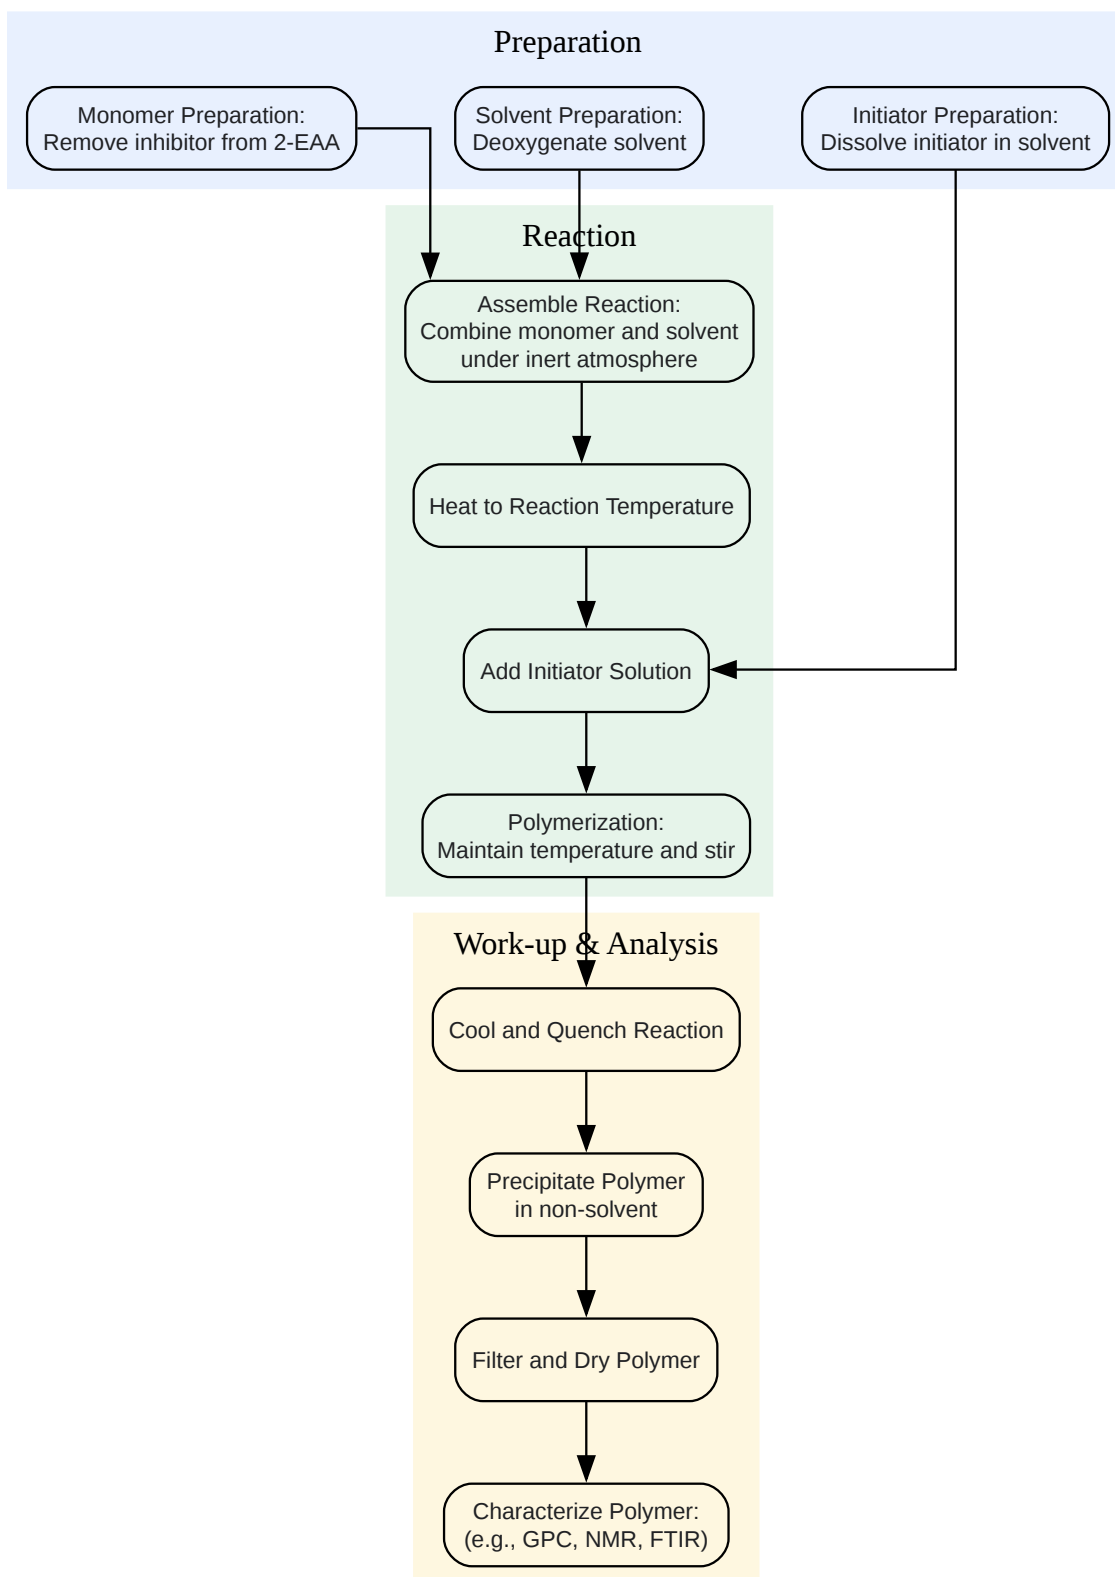 Preparation
Monomer Preparation:
Remove inhibitor from 2-EAA
Solvent Preparation:
Deoxygenate solvent
Initiator Preparation:
Dissolve initiator in solvent
Reaction
Assemble Reaction:
Combine monomer and solvent
under inert atmosphere
Heat to Reaction Temperature
Add Initiator Solution
Polymerization:
Maintain temperature and stir
Work-up & Analysis
Cool and Quench Reaction
Precipitate Polymer
in non-solvent
Filter and Dry Polymer
Characterize Polymer:
(e.g., GPC, NMR, FTIR)